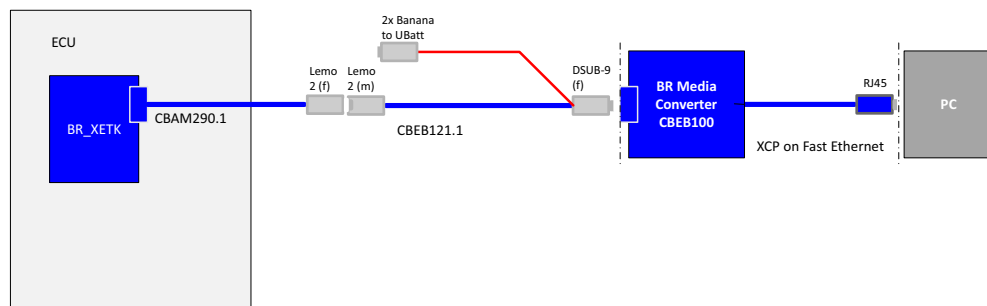 ECU
BR_XETK
CBAM290.1
Lemo
2 (f)
Lemo
2 (m)
2x Banana
to UBatt
CBEB121.1
DSUB-9
(f)
BR Media
Converter
CBEB100
XCP on Fast Ethernet
RJ45
PC